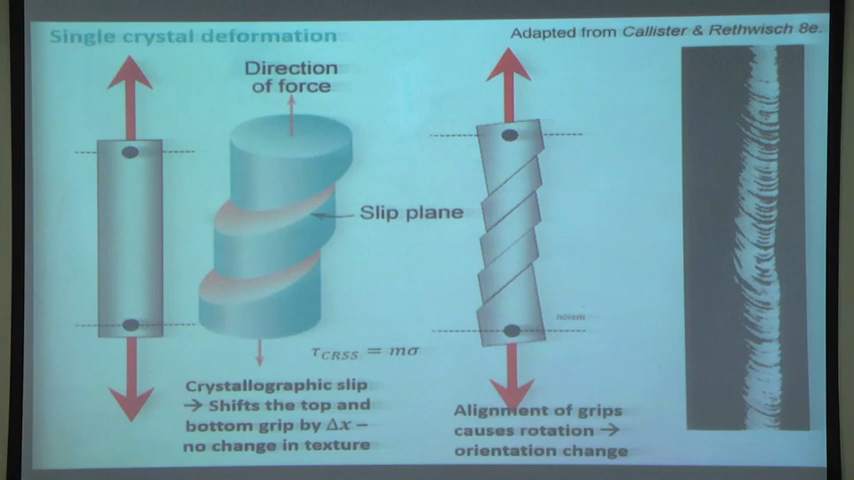 Single crystal deformation
Adapted from Callister & Rethwisch 8e.
Direction
of force
Slip plane
τCRSS = mσ
Crystallographic slip
→ Shifts the top and
bottom grip by Δx –
no change in texture
Alignment of grips
causes rotation →
orientation change